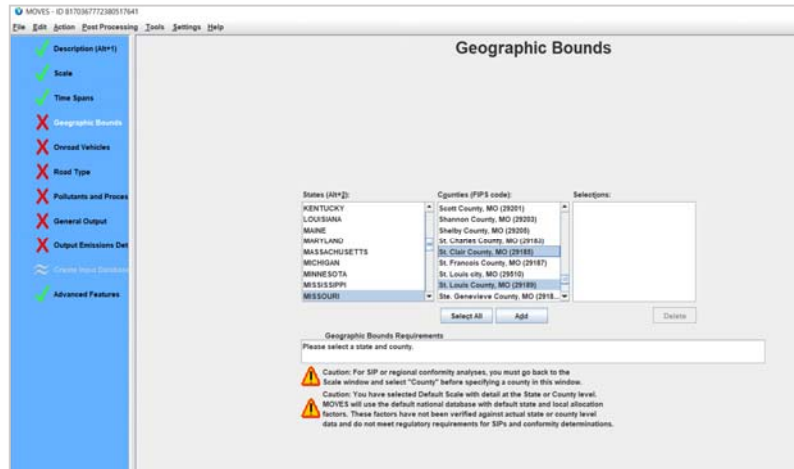 MOVES - ID 8170367772380517641
File Edit Action Post Processing Tools Settings Help
Description (Alt+1)
Scale
Time Spans
Geographic Bounds
Onroad Vehicles
Road Type
Pollutants and Proces
General Output
Output Emissions Det
Create Input Database
Advanced Features
Geographic Bounds
States (Alt+2):
KENTUCKY
LOUISIANA
MAINE
MARYLAND
MASSACHUSETTS
MICHIGAN
MINNESOTA
MISSISSIPPI
MISSOURI
Counties (FIPS code):
Scott County, MO (29201)
Shannon County, MO (29203)
Shelby County, MO (29205)
St. Charles County, MO (29183)
St. Clair County, MO (29185)
St. Francois County, MO (29187)
St. Louis city, MO (29510)
St. Louis County, MO (29189)
Ste. Genevieve County, MO (2918...
Selections:
Select All
Add
Delete
Geographic Bounds Requirements
Please select a state and county.
Caution: For SIP or regional conformity analyses, you must go back to the
Scale window and select "County" before specifying a county in this window.
Caution: You have selected Default Scale with detail at the State or County level.
MOVES will use the default national database with default state and local allocation
factors. These factors have not been verified against actual state or county level
data and do not meet regulatory requirements for SIPs and conformity determinations.